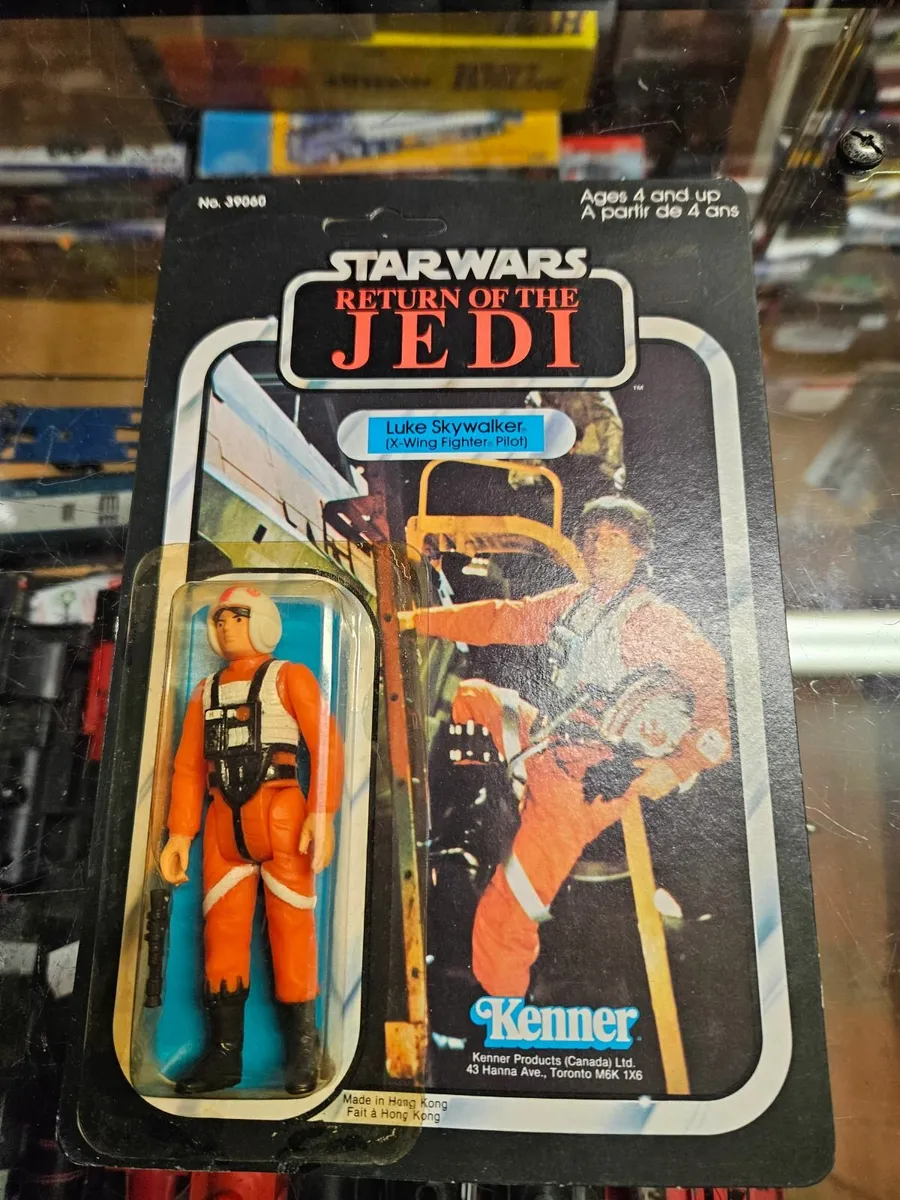 No. 39060
Ages 4 and up
A partir de 4 ans
STAR WARS
RETURN OF THE
JEDI
TM
Luke Skywalker
(X-Wing Fighter Pilot)
Kenner
Kenner Products (Canada) Ltd.
43 Hanna Ave., Toronto M6K 1X6
Made in Hong Kong
Fait à Hong Kong